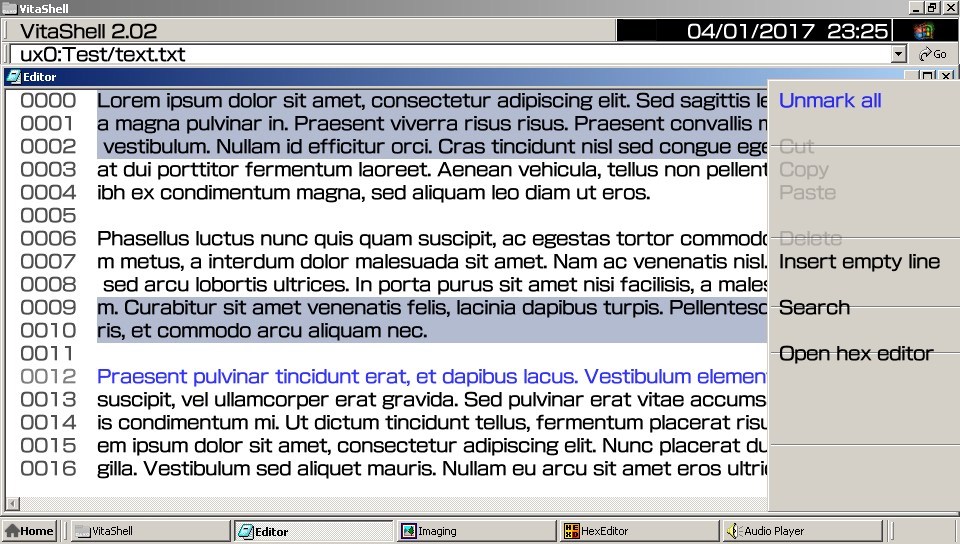 VitaShell
VitaShell 2.02
04/01/2017 23:25
ux0:Test/text.txt
Go
Editor
0000 Lorem ipsum dolor sit amet, consectetur adipiscing elit. Sed sagittis le
0001 a magna pulvinar in. Praesent viverra risus risus. Praesent convallis
0002 vestibulum. Nullam id efficitur orci. Cras tincidunt nisl sed congue ege
0003 at dui porttitor fermentum laoreet. Aenean vehicula, tellus non pellent
0004 ibh ex condimentum magna, sed aliquam leo diam ut eros.
0005
0006 Phasellus luctus nunc quis quam suscipit, ac egestas tortor commodo
0007 m metus, a interdum dolor malesuada sit amet. Nam ac venenatis nisl.
0008 sed arcu lobortis ultrices. In porta purus sit amet nisi facilisis, a males
0009 m. Curabitur sit amet venenatis felis, lacinia dapibus turpis. Pellentesc
0010 ris, et commodo arcu aliquam nec.
0011
0012 Praesent pulvinar tincidunt erat, et dapibus lacus. Vestibulum elemen
0013 suscipit, vel ullamcorper erat gravida. Sed pulvinar erat vitae accums
0014 is condimentum mi. Ut dictum tincidunt tellus, fermentum placerat risu
0015 em ipsum dolor sit amet, consectetur adipiscing elit. Nunc placerat du
0016 gilla. Vestibulum sed aliquet mauris. Nullam eu arcu sit amet eros ultri
Unmark all
Cut
Copy
Paste
Delete
Insert empty line
Search
Open hex editor
Home
VitaShell
Editor
Imaging
HexEditor
Audio Player